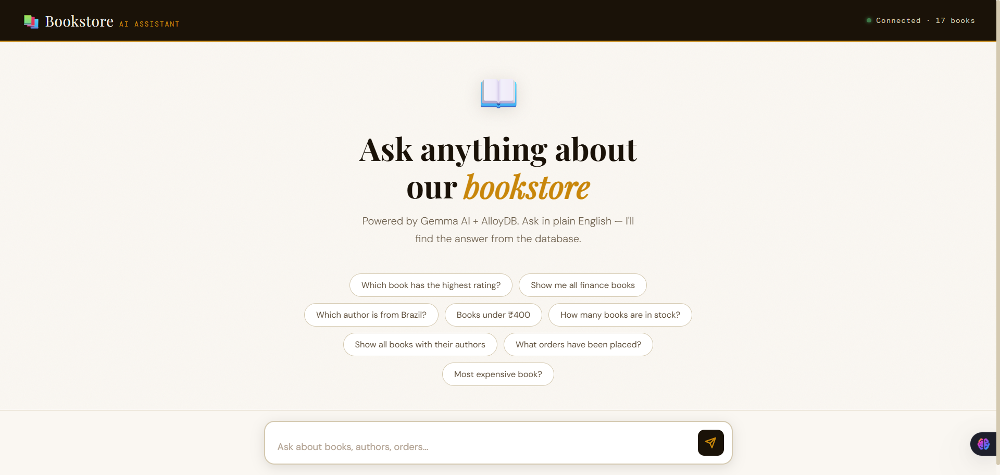 Bookstore AI ASSISTANT
Connected · 17 books
Ask anything about
our bookstore
Powered by Gemma AI + AlloyDB. Ask in plain English — I'll
find the answer from the database.
Which book has the highest rating?
Show me all finance books
Which author is from Brazil?
Books under ₹400
How many books are in stock?
Show all books with their authors
What orders have been placed?
Most expensive book?
Ask about books, authors, orders...